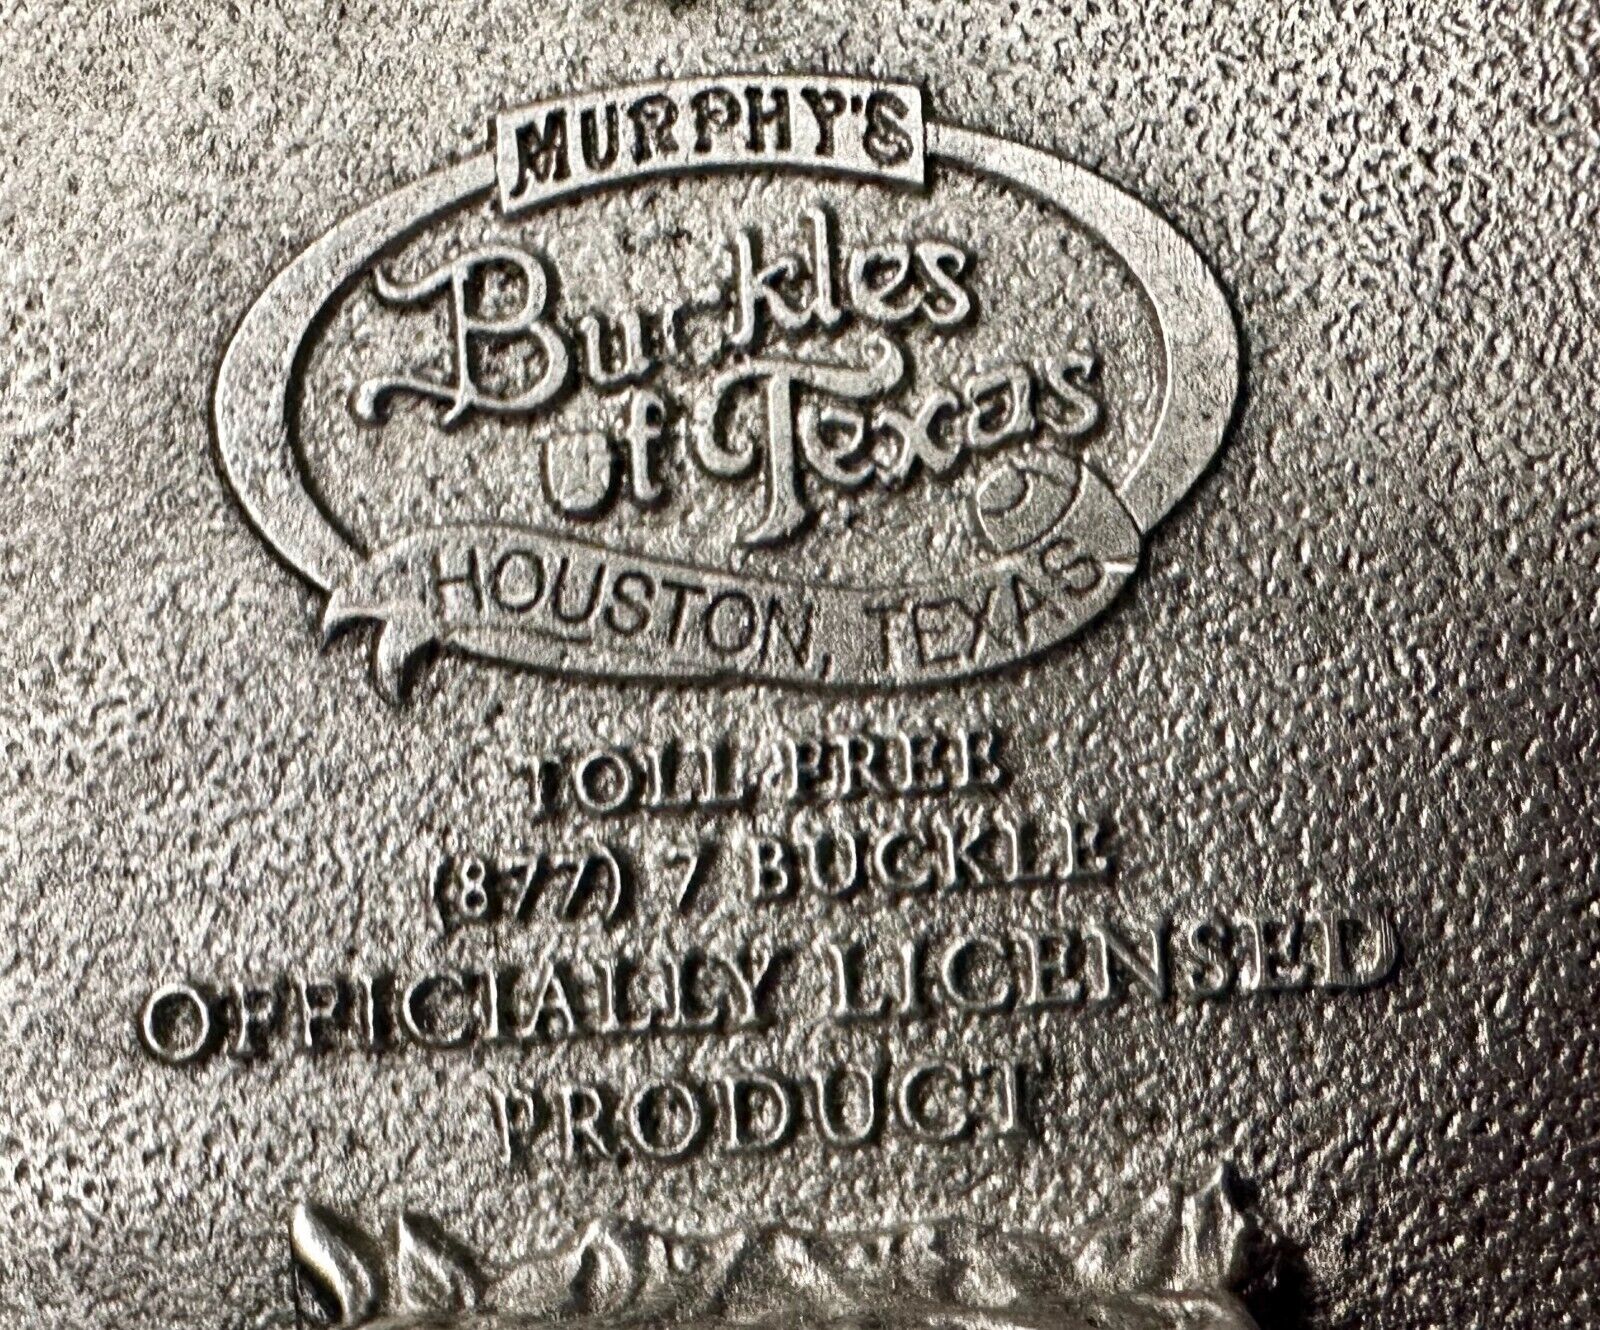 MURPHY'S
Buckles
of Texas
HOUSTON, TEXAS
TOLL FREE
(877) 7 BUCKLE
OFFICIALLY LICENSED
PRODUCT